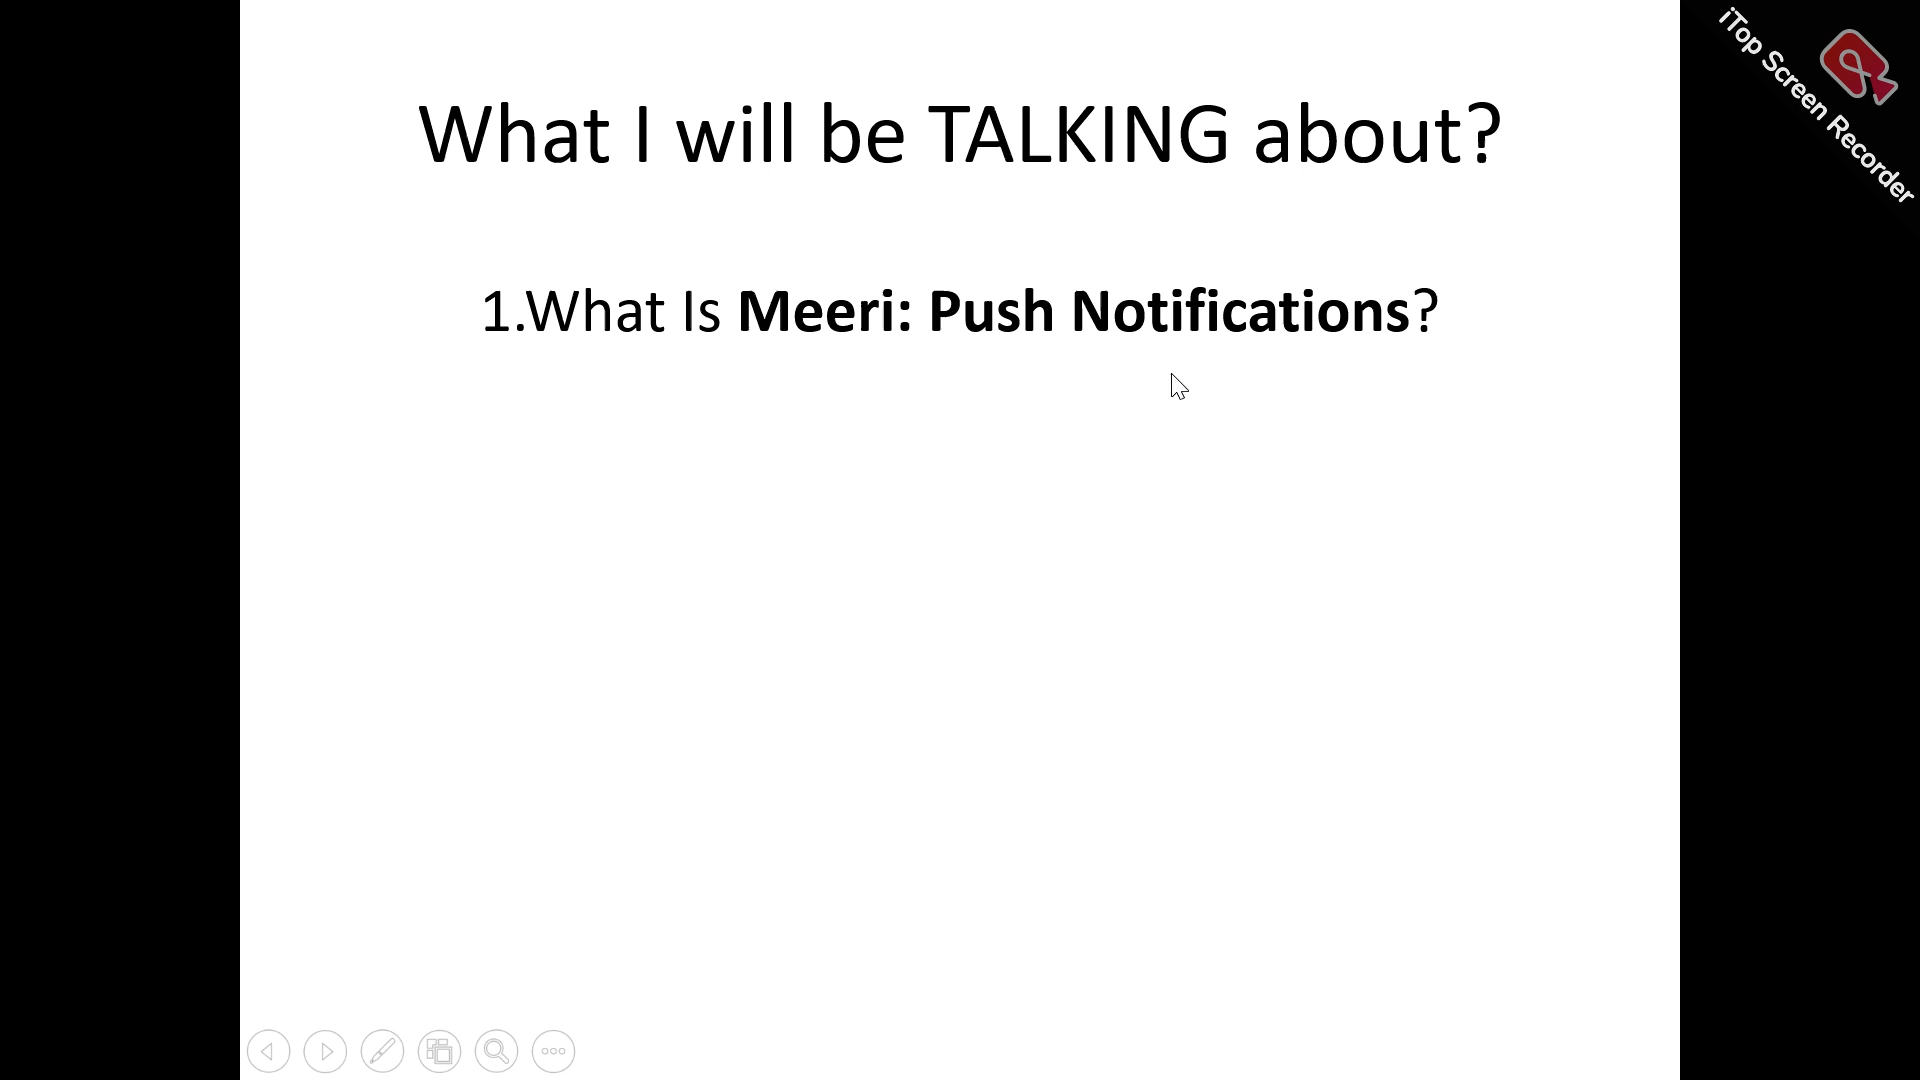 What I will be TALKING about?
1.What Is Meeri: Push Notifications?
iTop Screen Recorder